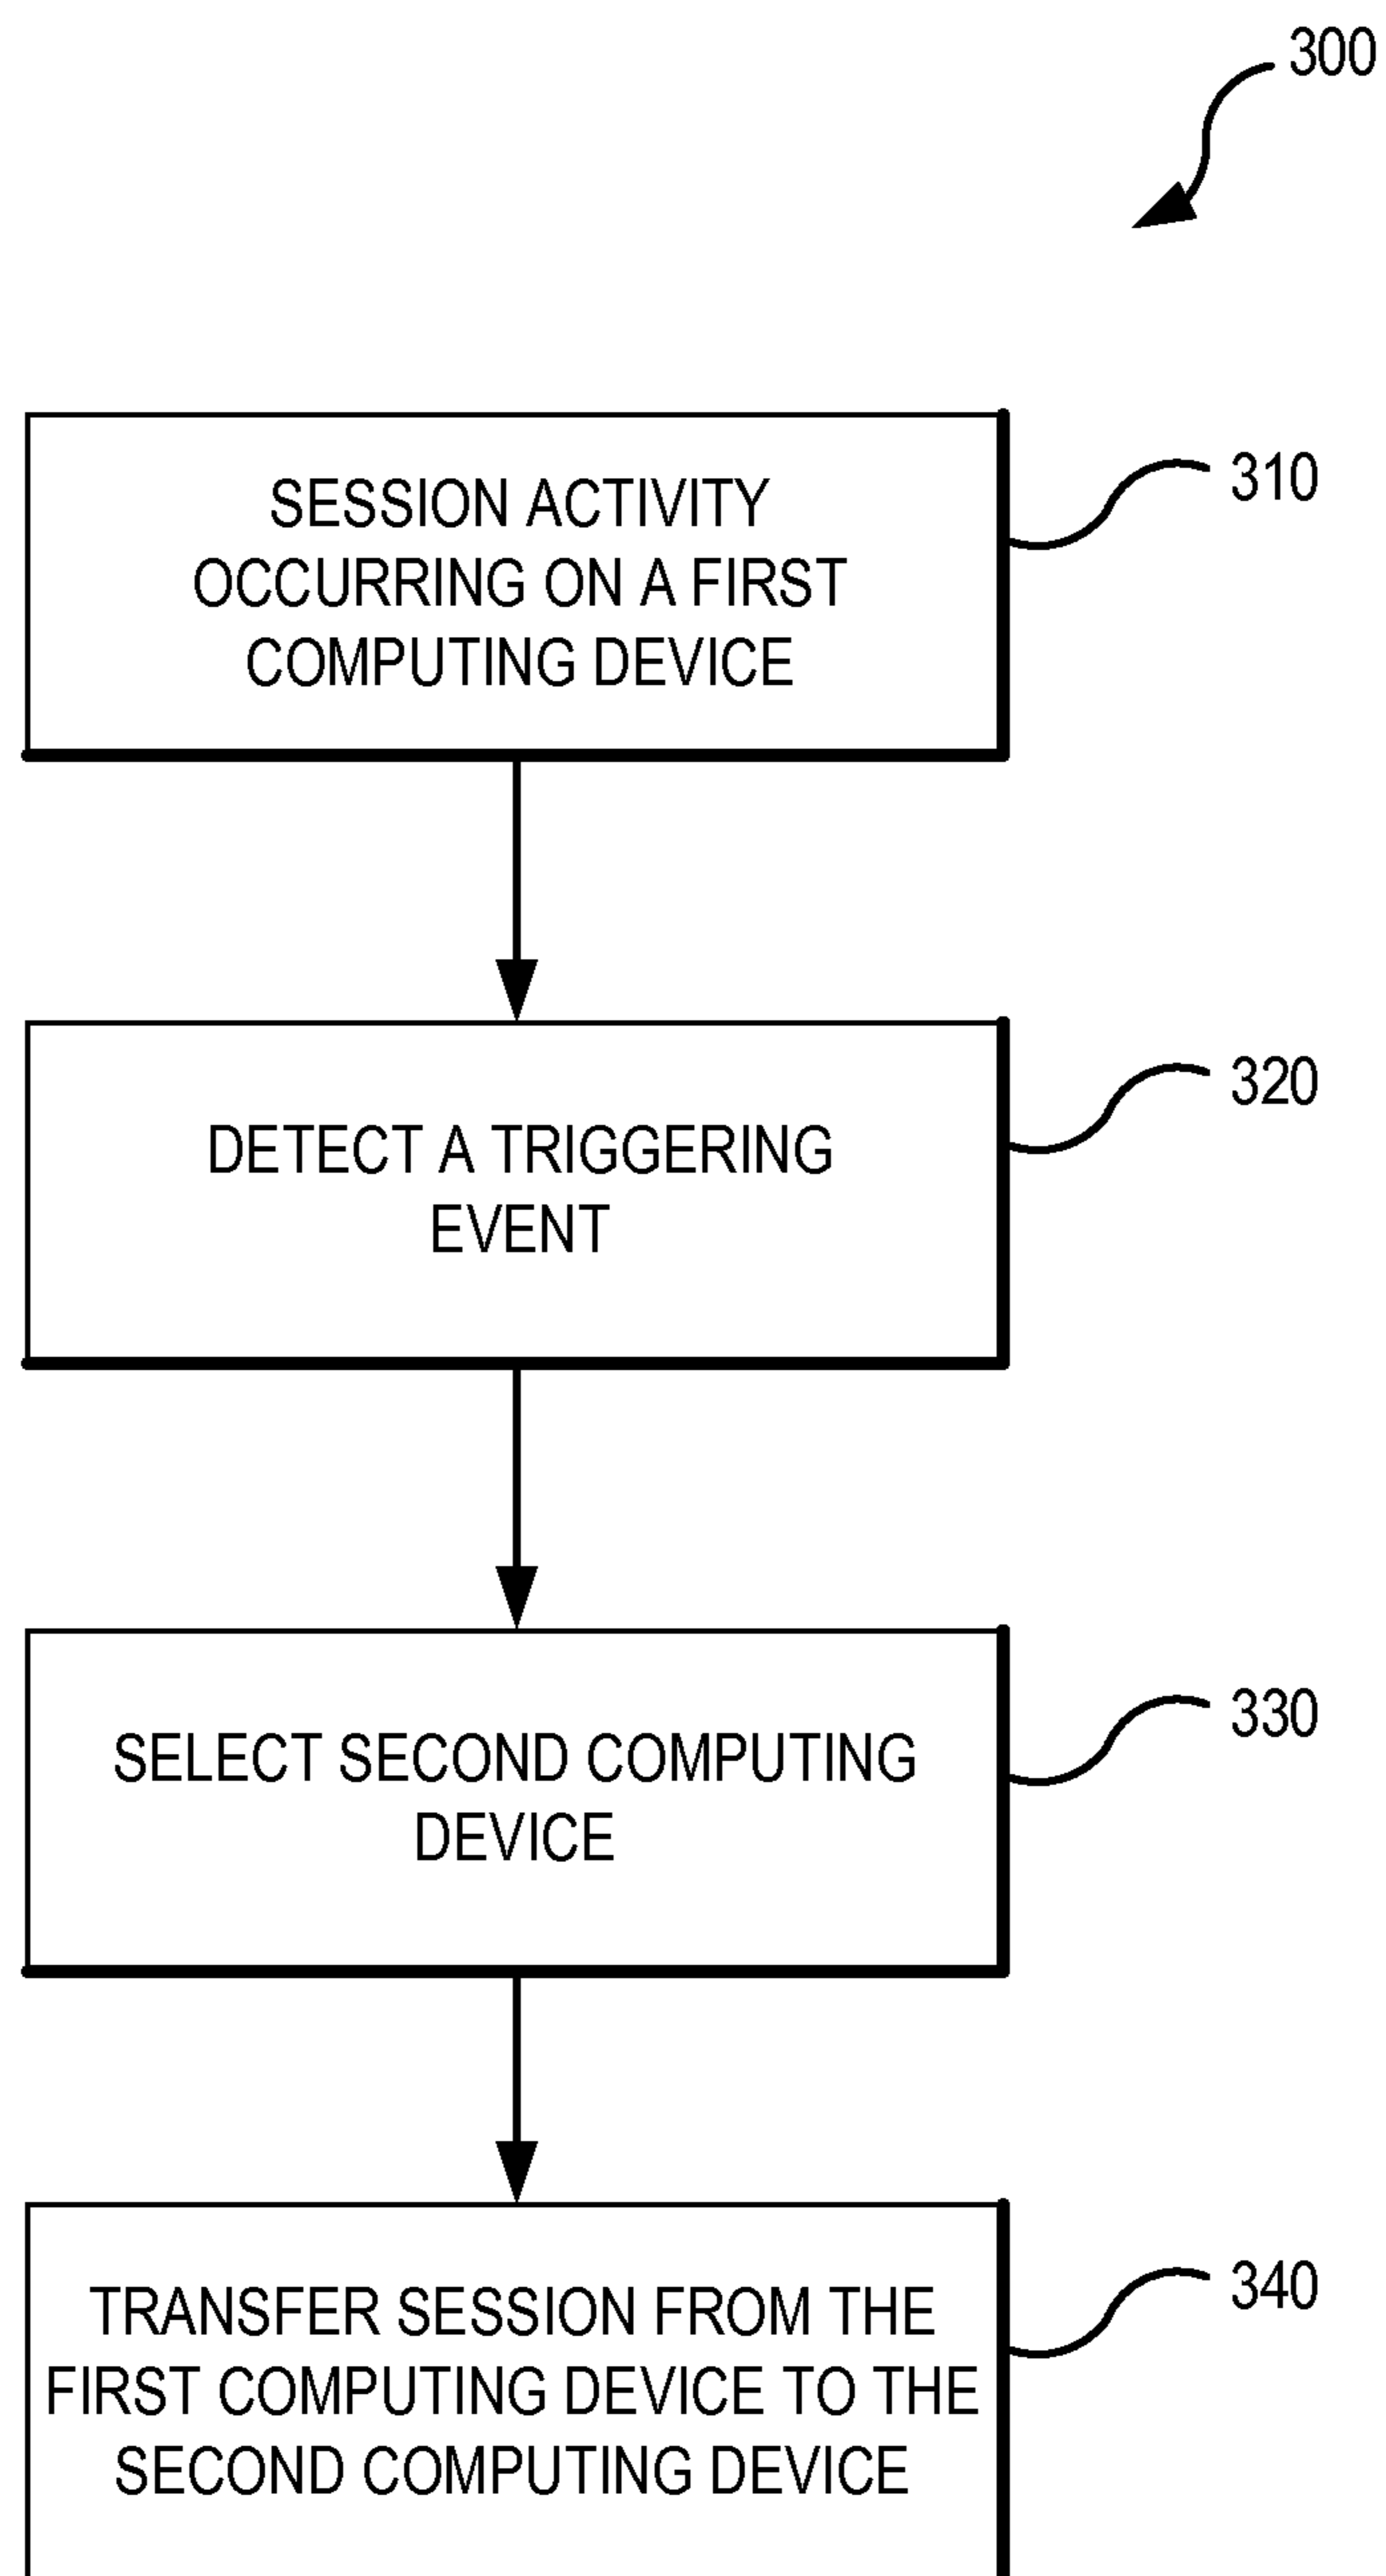 300
SESSION ACTIVITY
OCCURRING ON A FIRST
COMPUTING DEVICE
310
DETECT A TRIGGERING
EVENT
320
SELECT SECOND COMPUTING
DEVICE
330
TRANSFER SESSION FROM THE
FIRST COMPUTING DEVICE TO THE
SECOND COMPUTING DEVICE
340